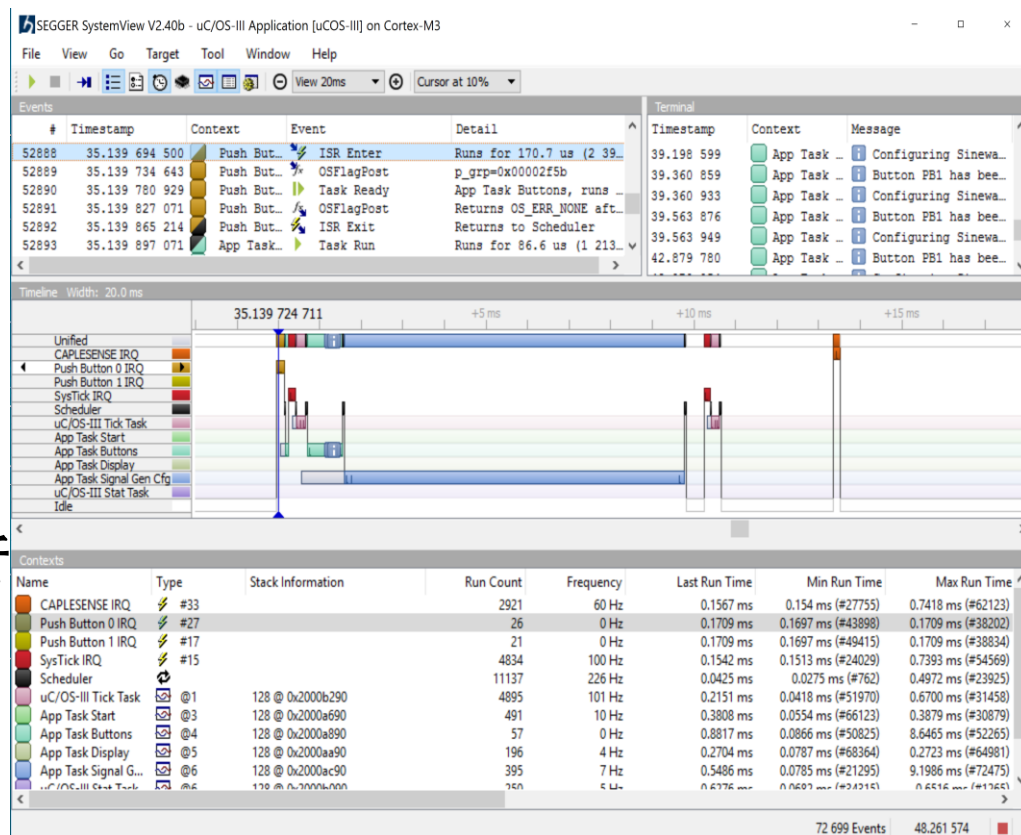 SEGGER SystemView V2.40b - uC/OS-III Application [uCOS-III] on Cortex-M3
File View Go Target Tool Window Help
View 20ms Cursor at 10%
Events
# Timestamp Context Event Detail
52888 35.139 694 500 Push But... ISR Enter Runs for 170.7 us (2 39...
52889 35.139 734 643 Push But... OSFlagPost p_grp=0x00002f5b
52890 35.139 780 929 Push But... Task Ready App Task Buttons, runs ...
52891 35.139 827 071 Push But... OSFlagPost Returns OS_ERR_NONE aft...
52892 35.139 865 214 Push But... ISR Exit Returns to Scheduler
52893 35.139 897 071 App Task... Task Run Runs for 86.6 us (1 213...
Terminal
Timestamp Context Message
39.198 599 App Task ... Configuring Sinewa...
39.360 859 App Task ... Button PB1 has bee...
39.360 933 App Task ... Configuring Sinewa...
39.563 876 App Task ... Button PB1 has bee...
39.563 949 App Task ... Configuring Sinewa...
42.879 780 App Task ... Button PB1 has bee...
Timeline Width: 20.0 ms
35.139 724 711 +5 ms +10 ms +15 ms
Unified
CAPLESENSE IRQ
Push Button 0 IRQ
Push Button 1 IRQ
SysTick IRQ
Scheduler
uC/OS-III Tick Task
App Task Start
App Task Buttons
App Task Display
App Task Signal Gen Cfg
uC/OS-III Stat Task
Idle
Contexts
Name Type Stack Information Run Count Frequency Last Run Time Min Run Time Max Run Time
CAPLESENSE IRQ #33 2921 60 Hz 0.1567 ms 0.154 ms (#27755) 0.7418 ms (#62123)
Push Button 0 IRQ #27 26 0 Hz 0.1709 ms 0.1697 ms (#43898) 0.1709 ms (#38202)
Push Button 1 IRQ #17 21 0 Hz 0.1709 ms 0.1697 ms (#49415) 0.1709 ms (#38834)
SysTick IRQ #15 4834 100 Hz 0.1542 ms 0.1513 ms (#24029) 0.7393 ms (#54569)
Scheduler 11137 226 Hz 0.0425 ms 0.0275 ms (#762) 0.4972 ms (#23925)
uC/OS-III Tick Task @1 128 @ 0x2000b290 4895 101 Hz 0.2151 ms 0.0418 ms (#51970) 0.6700 ms (#31458)
App Task Start @3 128 @ 0x2000a690 491 10 Hz 0.3808 ms 0.0554 ms (#66123) 0.3879 ms (#30879)
App Task Buttons @4 128 @ 0x2000a890 57 0 Hz 0.8817 ms 0.0866 ms (#50825) 8.6465 ms (#52265)
App Task Display @5 128 @ 0x2000aa90 196 4 Hz 0.2704 ms 0.0787 ms (#68364) 0.2723 ms (#64981)
App Task Signal G... @6 128 @ 0x2000ac90 395 7 Hz 0.5486 ms 0.0785 ms (#21295) 9.1986 ms (#72475)
uC/OS-III Stat Task @6 128 @ 0x2000b090 250 5 Hz 0.6276 ms 0.0682 ms (#34315) 0.6516 ms (#1265)
72 699 Events 48.261 574